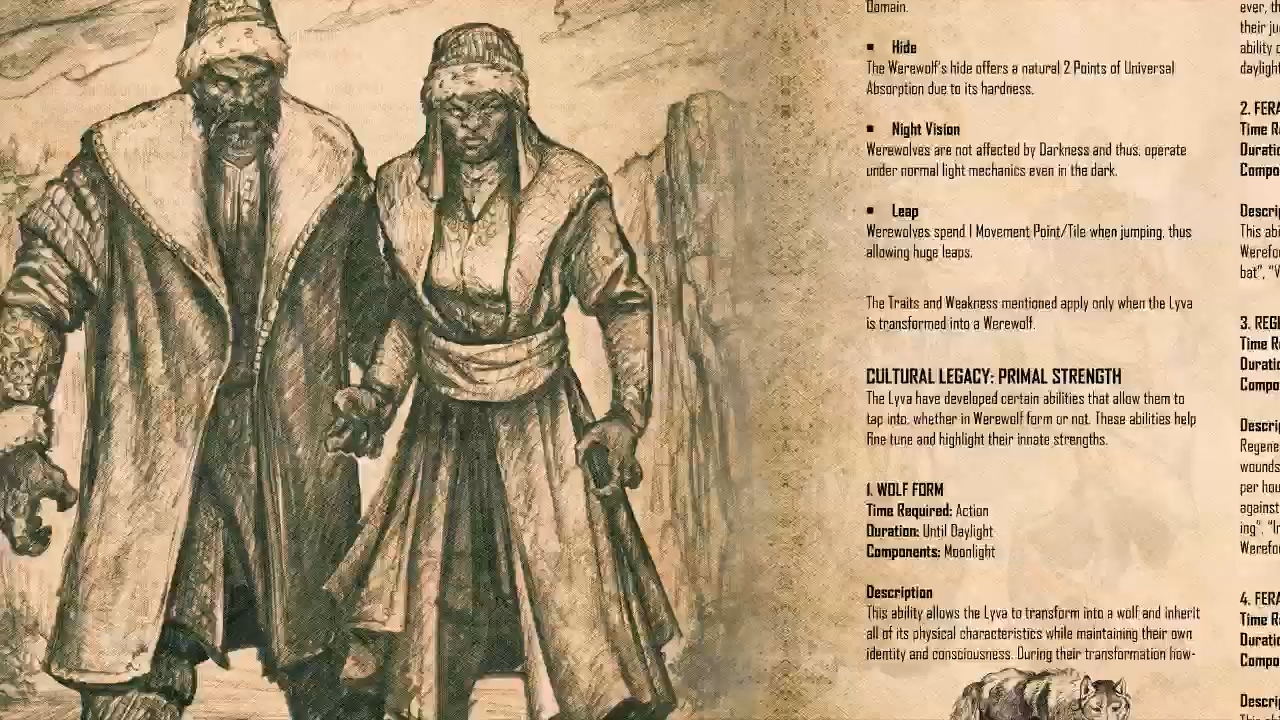 Domain.
▪ Hide
The Werewolf's hide offers a natural 2 Points of Universal
Absorption due to its hardness.
▪ Night Vision
Werewolves are not affected by Darkness and thus, operate
under normal light mechanics even in the dark.
▪ Leap
Werewolves spend 1 Movement Point/Tile when jumping, thus
allowing huge leaps.
The Traits and Weakness mentioned apply only when the Lyva
is transformed into a Werewolf.
CULTURAL LEGACY: PRIMAL STRENGTH
The Lyva have developed certain abilities that allow them to
tap into, whether in Werewolf form or not. These abilities help
fine tune and highlight their innate strengths.
1. WOLF FORM
Time Required: Action
Duration: Until Daylight
Components: Moonlight
Description
This ability allows the Lyva to transform into a wolf and inherit
all of its physical characteristics while maintaining their own
identity and consciousness. During their transformation how-
ever, th
their ju
ability o
daylight
2. FERA
Time R
Duratio
Compo
Descri
This abi
Werefo
bat", "V
3. REG
Time R
Duratio
Compo
Descrip
Regene
wounds
per hou
against
ing", "In
Werefo
4. FERA
Time R
Duratio
Compo
Descri